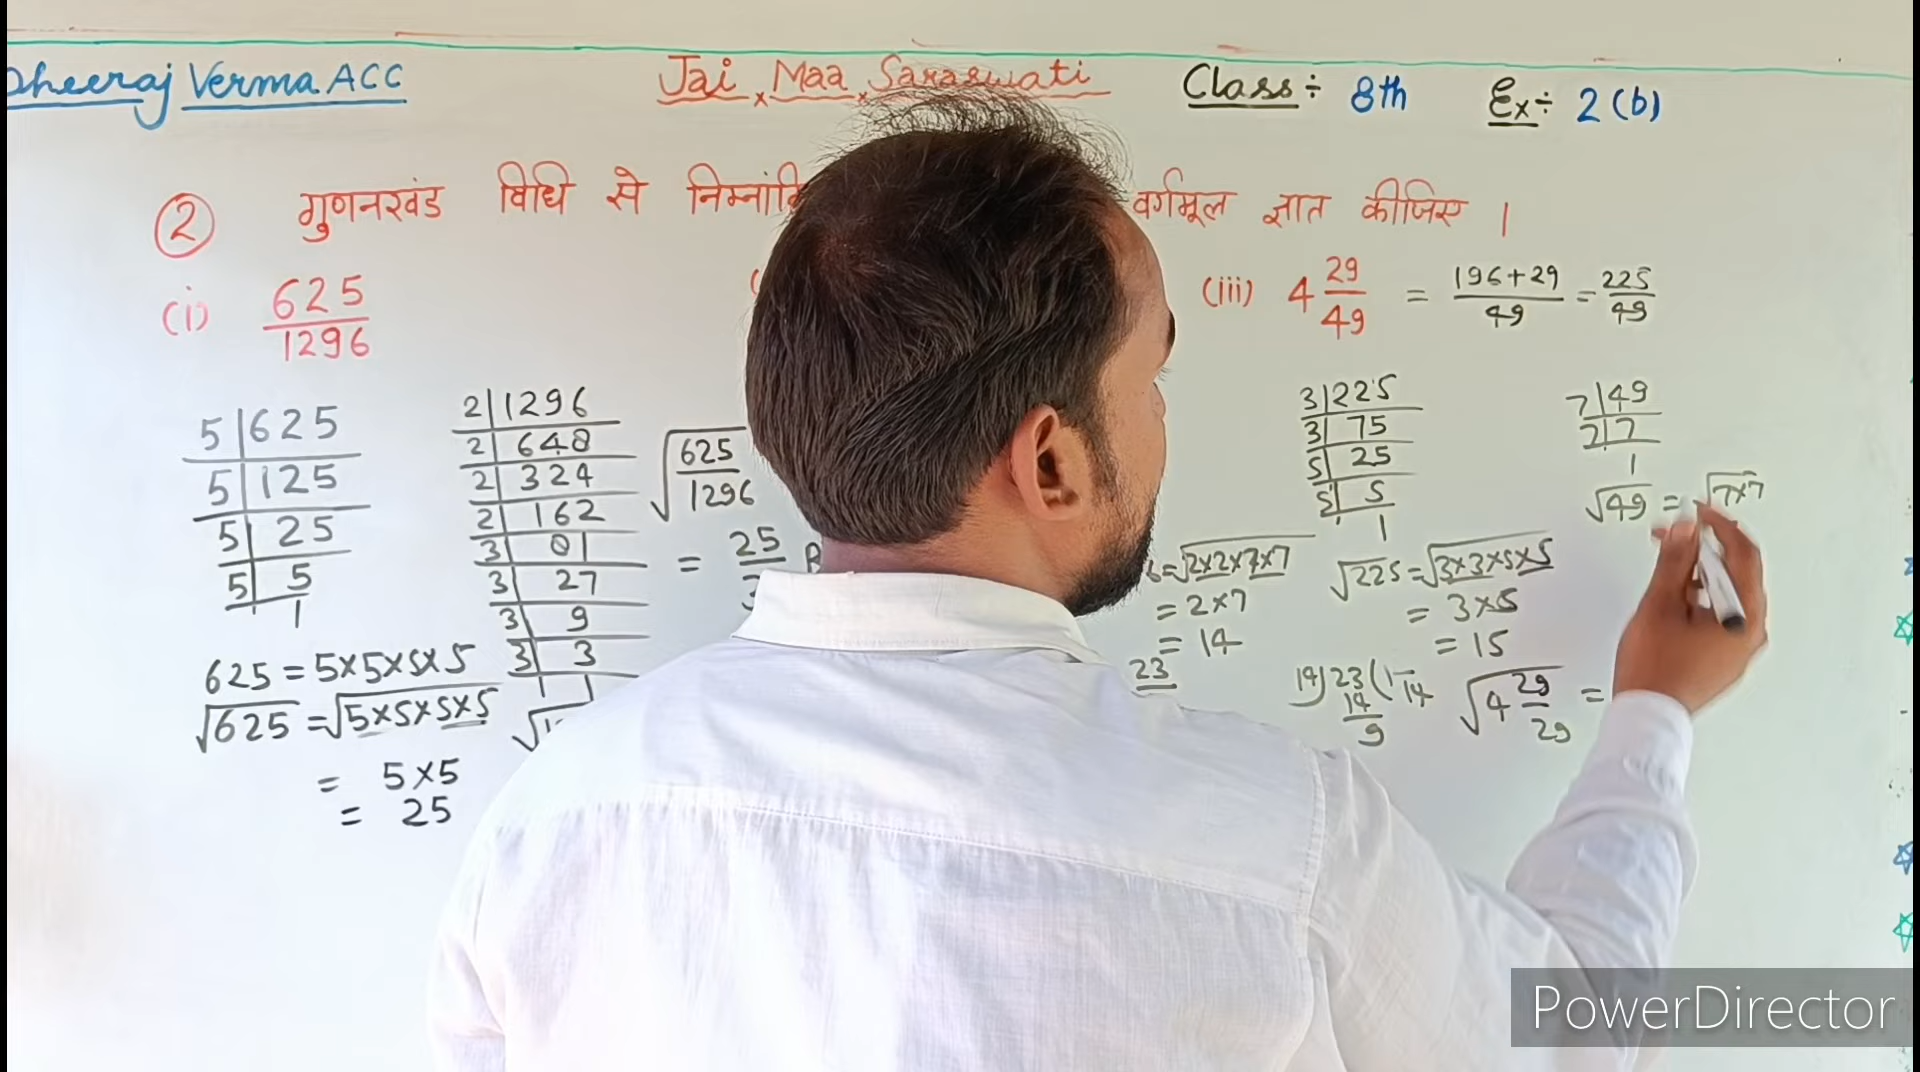 Dheeraj Verma ACC
Jai Maa Saraswati
Class÷ 8th
Ex÷ 2(b)
② गुणनखंड विधि से वर्गमूल ज्ञात कीजिए ।
(i) 625/1296
(iii) 4 29/49 = 196+29/49 = 225/49
5|625
5|125
5|25
5|5
1
625 = 5×5×5×5
√625 = √5×5×5×5
= 5×5
= 25
2|1296
2|648
2|324
2|162
3|81
3|27
3|9
3|3
1
√625/1296
= 25
= √2×2×7×7
= 2×7
= 14
23
14)23(1
14
9
3|225
3|75
5|25
5|5
1
√225 = √3×3×5×5
= 3×5
= 15
7|49
7|7
1
√49 = √7×7
√4 29/29 =
PowerDirector